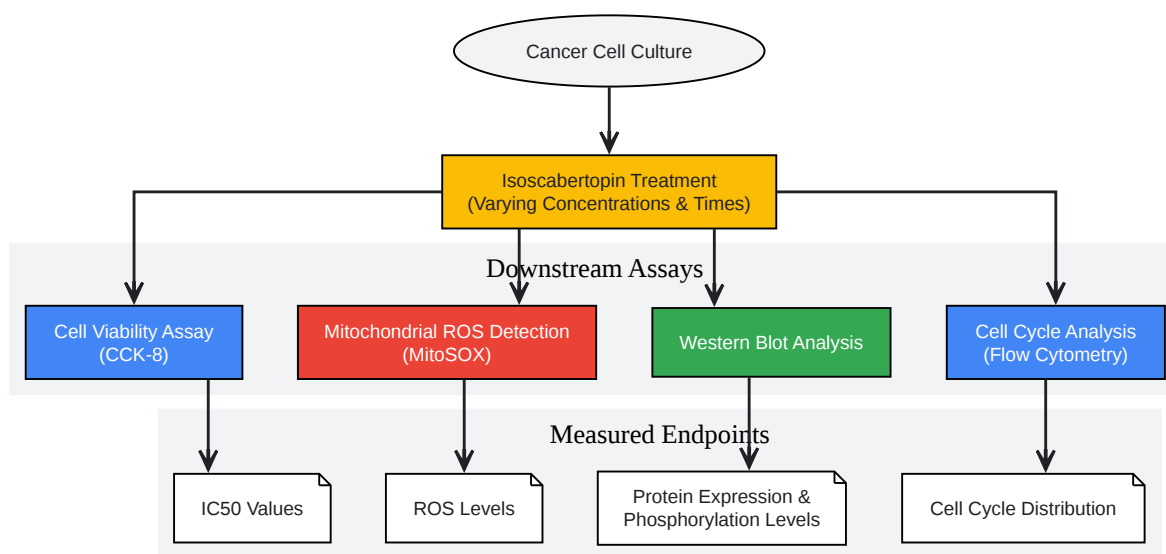 Cancer Cell Culture
Isoscabertopin Treatment
(Varying Concentrations & Times)
Downstream Assays
Cell Viability Assay
(CCK-8)
Mitochondrial ROS Detection
(MitoSOX)
Western Blot Analysis
Cell Cycle Analysis
(Flow Cytometry)
Measured Endpoints
IC50 Values
ROS Levels
Protein Expression &
Phosphorylation Levels
Cell Cycle Distribution